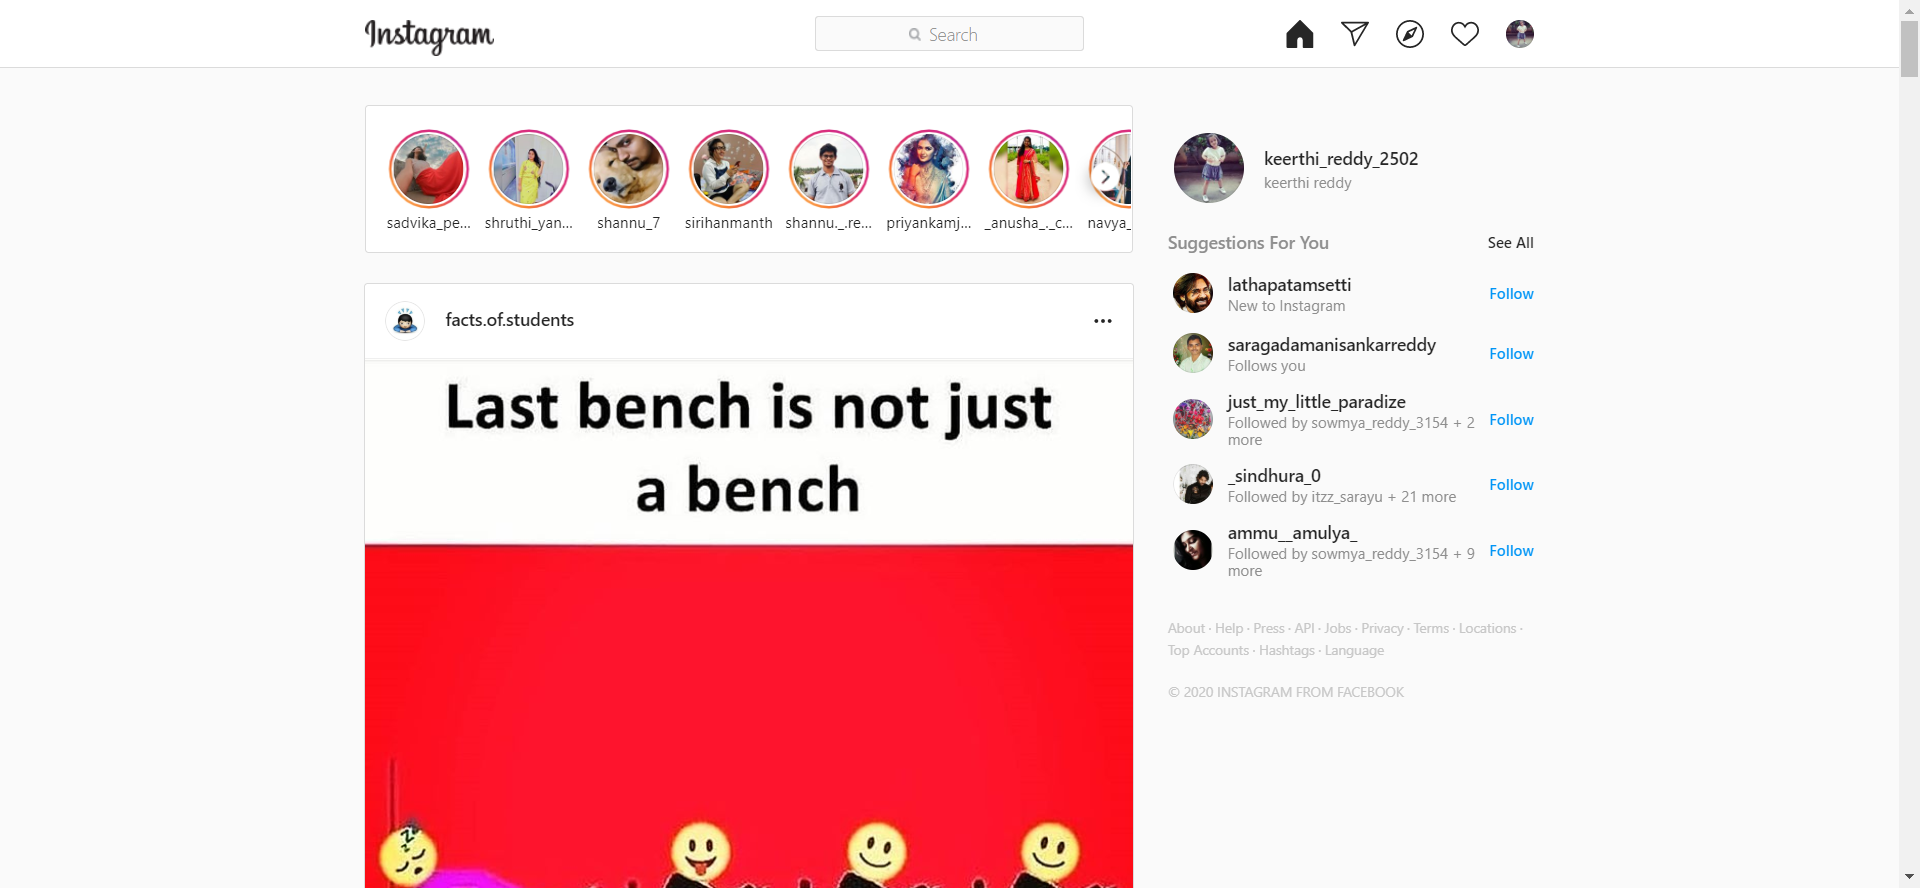 Instagram
Search
sadvika_pe...
shruthi_yan...
shannu_7
sirihanmanth
shannu._.re...
priyankamj...
_anusha_._c...
navya_
keerthi_reddy_2502
keerthi reddy
Suggestions For You
See All
lathapatamsetti
New to Instagram
Follow
saragadamanisankarreddy
Follows you
Follow
just_my_little_paradize
Followed by sowmya_reddy_3154 + 2
more
Follow
_sindhura_0
Followed by itzz_sarayu + 21 more
Follow
ammu__amulya_
Followed by sowmya_reddy_3154 + 9
more
Follow
About · Help · Press · API · Jobs · Privacy · Terms · Locations ·
Top Accounts · Hashtags · Language
© 2020 INSTAGRAM FROM FACEBOOK
facts.of.students
Last bench is not just
a bench
zzz